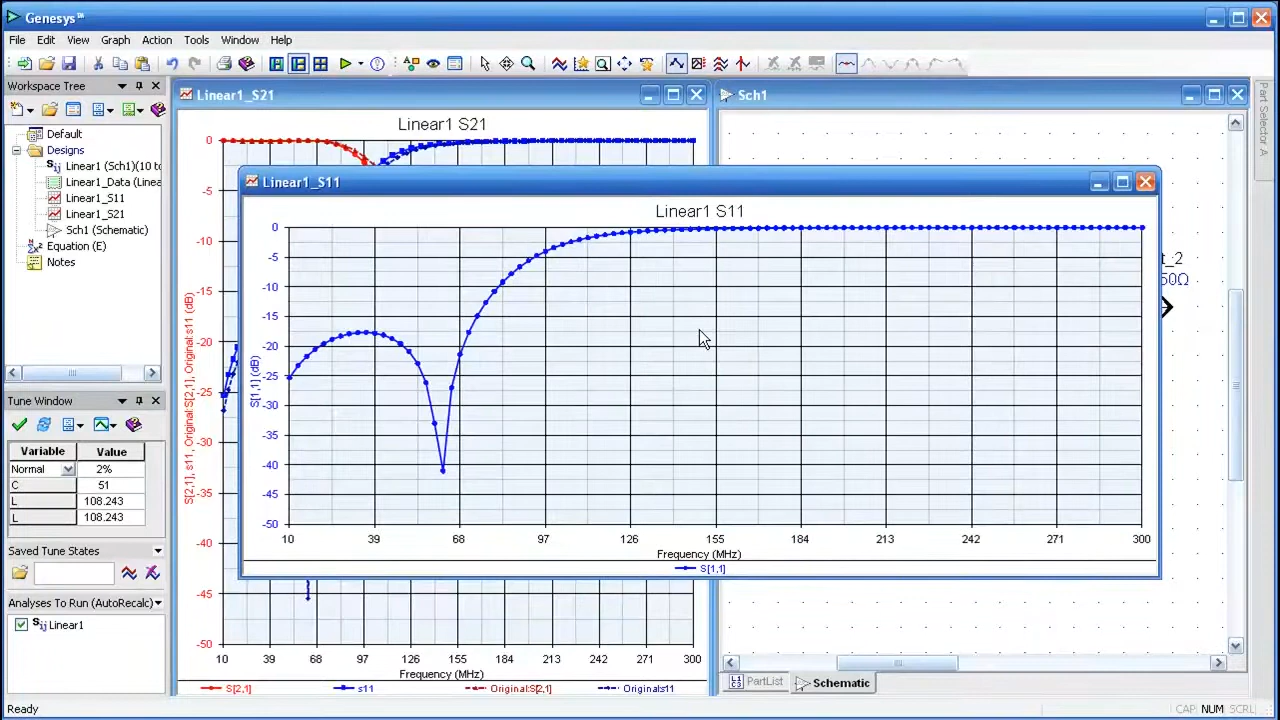 Genesys™
File Edit View Graph Action Tools Window Help
Workspace Tree
Default
Designs
Linear1 (Sch1)(10 to
Linear1_Data (Linea
Linear1_S11
Linear1_S21
Sch1 (Schematic)
Equation (E)
Notes
Tune Window
Variable Value
Normal 2%
C 51
L 108.243
L 108.243
Saved Tune States
Analyses To Run (AutoRecalc)
Linear1
Linear1_S21
Linear1 S21
S[2,1], s11, Original:S[2,1], Original:s11 (dB)
0
-5
-10
-15
-20
-25
-30
-35
-40
-45
-50
10 39 68 97 126 155 184 213 242 271 300
Frequency (MHz)
S[2,1] s11 Original:S[2,1] Original:s11
Linear1_S11
Linear1 S11
S[1,1] (dB)
0
-5
-10
-15
-20
-25
-30
-35
-40
-45
-50
10 39 68 97 126 155 184 213 242 271 300
Frequency (MHz)
S[1,1]
Sch1
t_2
50Ω
PartList Schematic
Part Selector A
Ready
CAP NUM SCRL